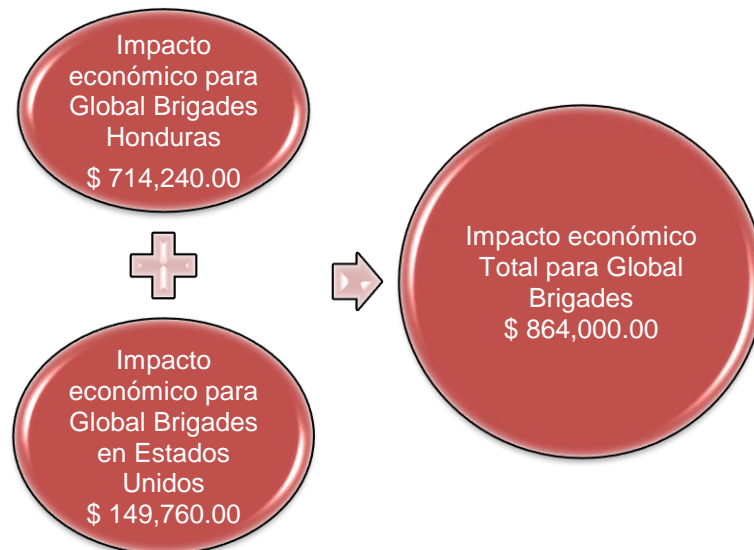 Impacto
económico para
Global Brigades
Honduras
$ 714,240.00
Impacto
económico para
Global Brigades
en Estados
Unidos
$ 149,760.00
Impacto económico
Total para Global
Brigades
$ 864,000.00